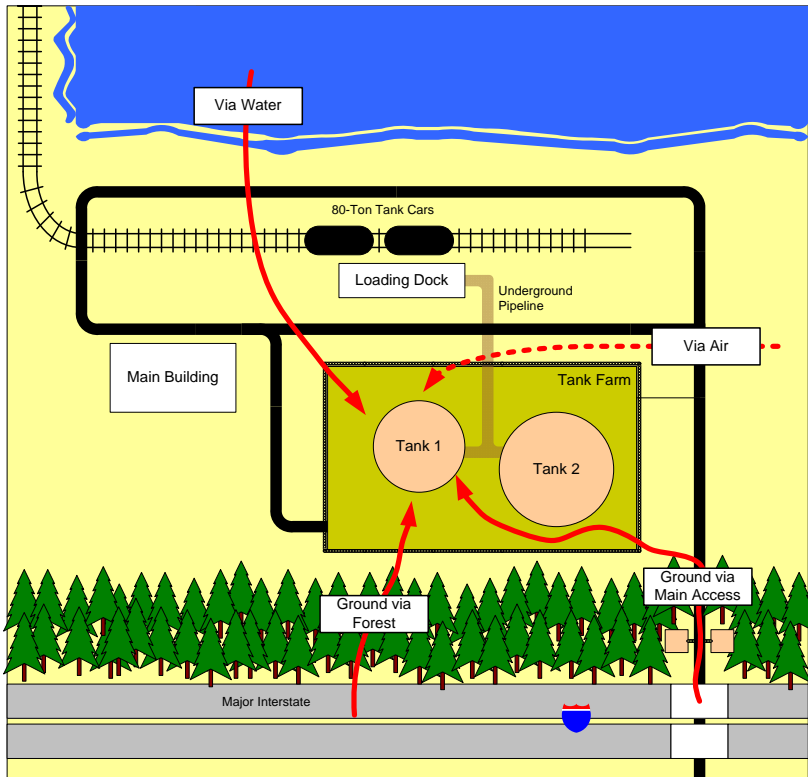 Via Water
80-Ton Tank Cars
Loading Dock
Underground
Pipeline
Via Air
Main Building
Tank Farm
Tank 1
Tank 2
Ground via
Main Access
Ground via
Forest
Major Interstate